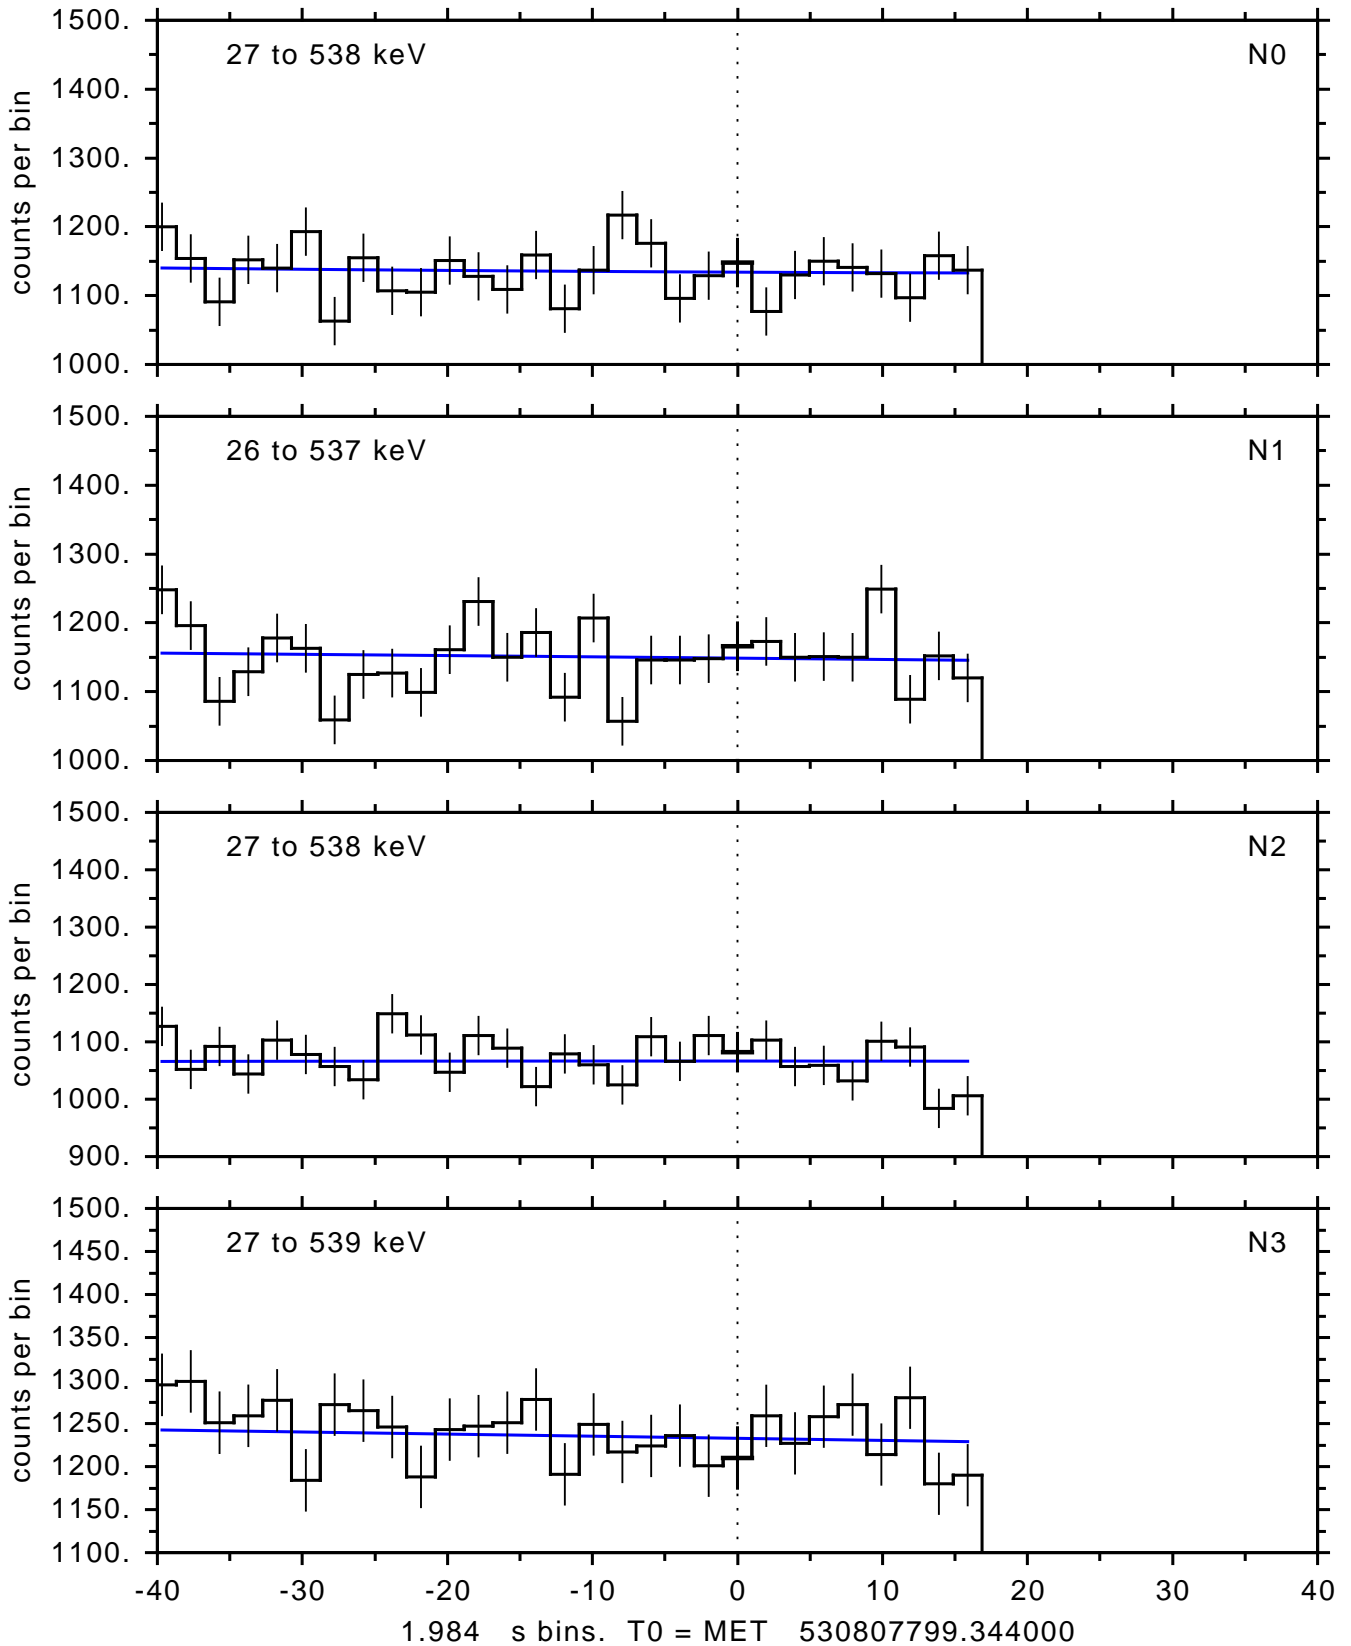 1500.
27 to 538 keV N0
1400.
1300.
1200.
1100.
1000.
counts per bin
1500.
26 to 537 keV N1
1400.
1300.
1200.
1100.
1000.
counts per bin
1500.
27 to 538 keV N2
1400.
1300.
1200.
1100.
1000.
900.
counts per bin
1500.
27 to 539 keV N3
1450.
1400.
1350.
1300.
1250.
1200.
1150.
1100.
counts per bin
-40 -30 -20 -10 0 10 20 30 40
1.984 s bins. T0 = MET 530807799.344000